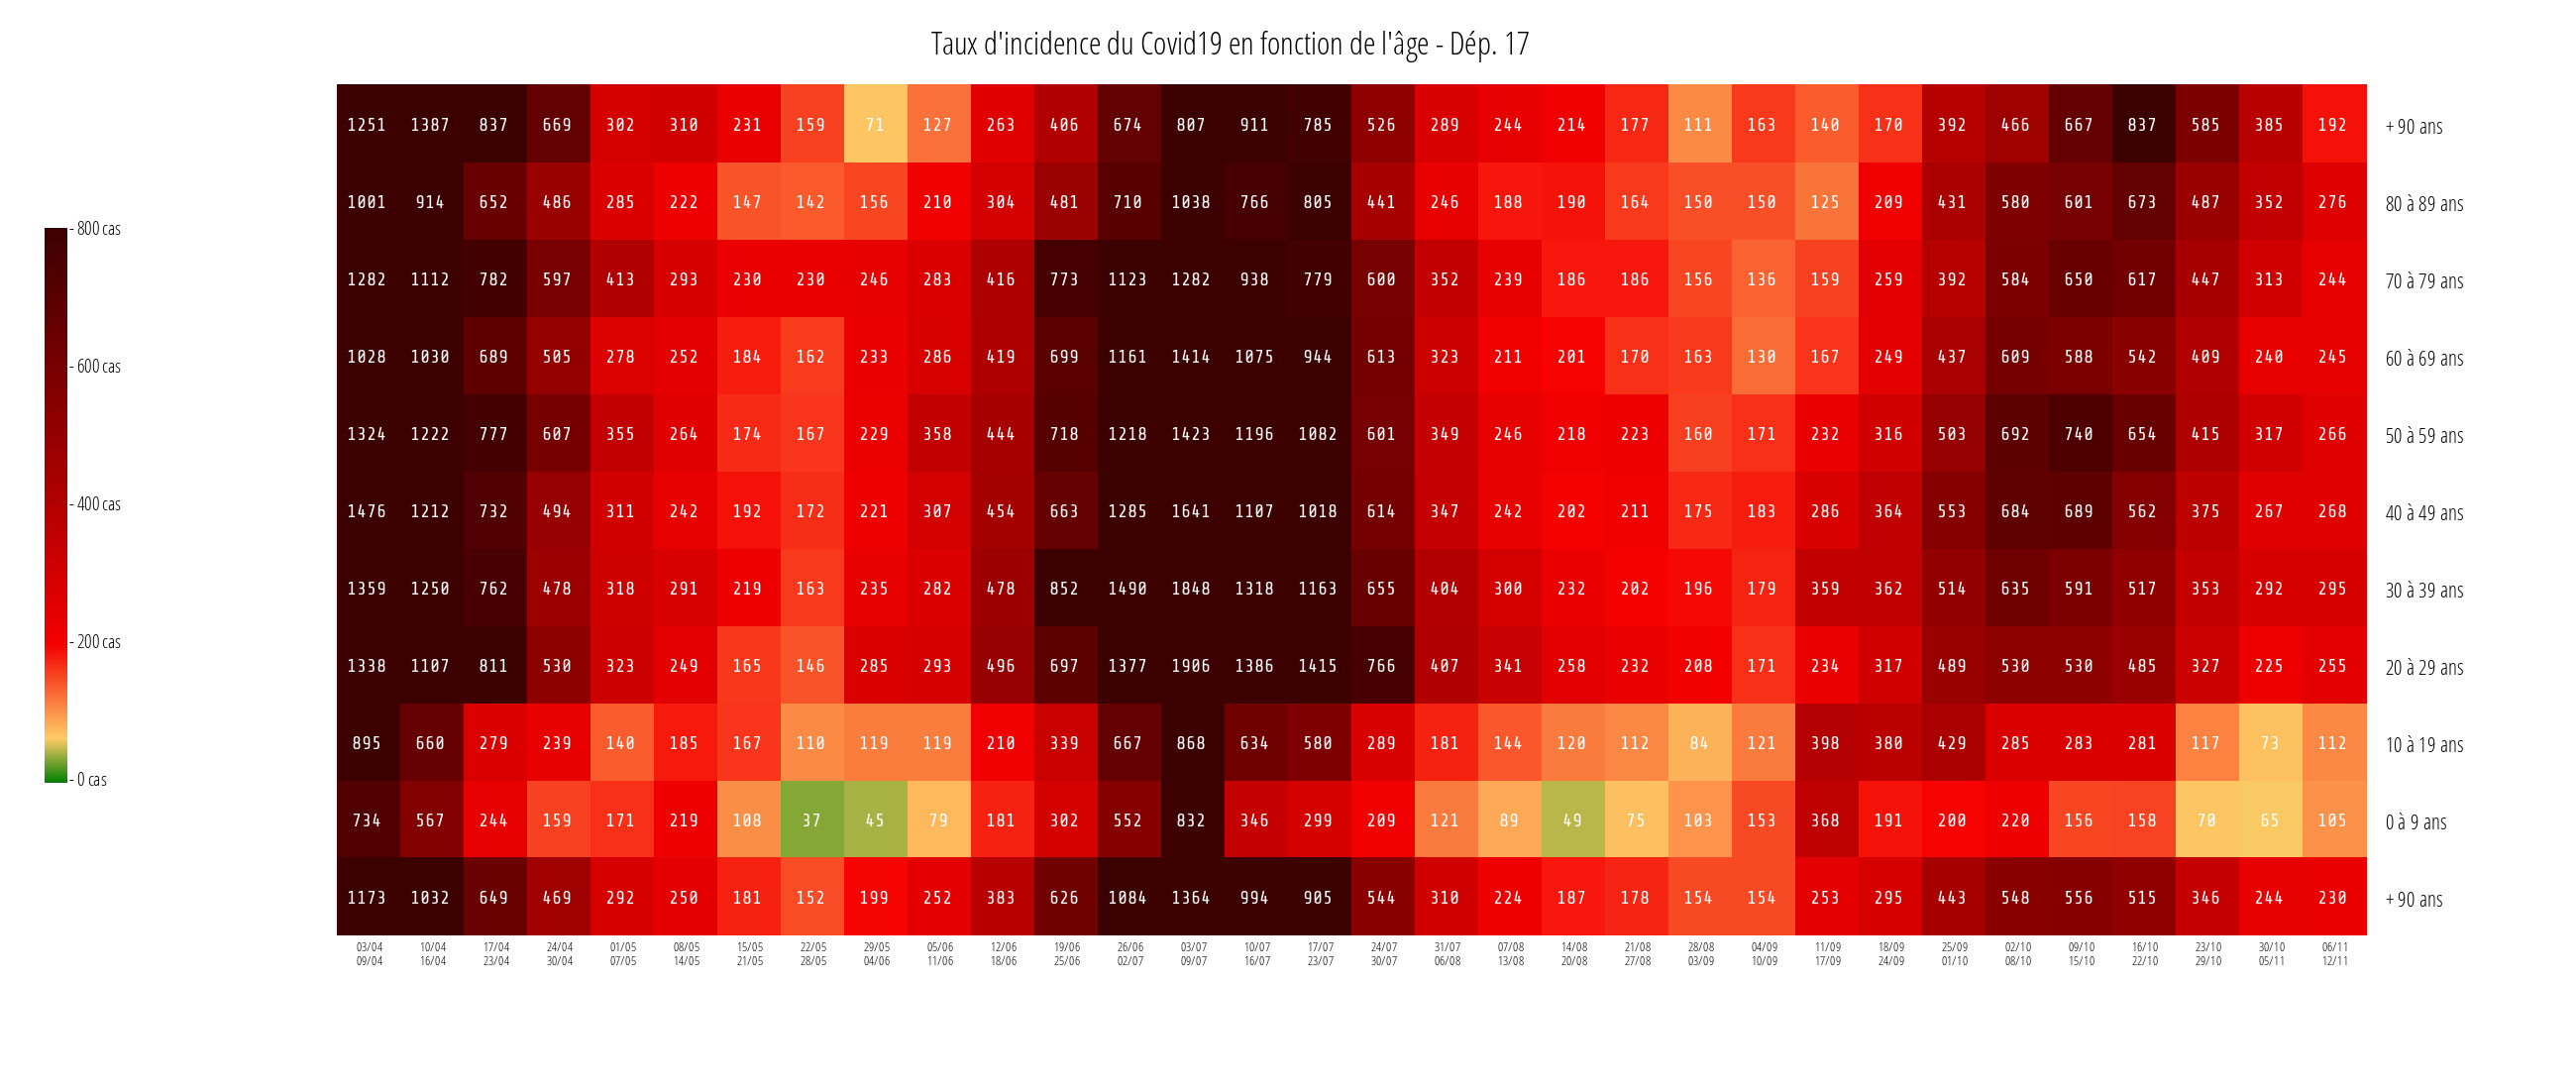 Taux d'incidence du Covid19 en fonction de l'âge - Dép. 17
- 800 cas
- 600 cas
- 400 cas
- 200 cas
- 0 cas
1251 1387 837 669 302 310 231 159 71 127 263 406 674 807 911 785 526 289 244 214 177 111 163 140 170 392 466 667 837 585 385 192 + 90 ans
1001 914 652 486 285 222 147 142 156 210 304 481 710 1038 766 805 441 246 188 190 164 150 150 125 209 431 580 601 673 487 352 276 80 à 89 ans
1282 1112 782 597 413 293 230 230 246 283 416 773 1123 1282 938 779 600 352 239 186 186 156 136 159 259 392 584 650 617 447 313 244 70 à 79 ans
1028 1030 689 505 278 252 184 162 233 286 419 699 1161 1414 1075 944 613 323 211 201 170 163 130 167 249 437 609 588 542 409 240 245 60 à 69 ans
1324 1222 777 607 355 264 174 167 229 358 444 718 1218 1423 1196 1082 601 349 246 218 223 160 171 232 316 503 692 740 654 415 317 266 50 à 59 ans
1476 1212 732 494 311 242 192 172 221 307 454 663 1285 1641 1107 1018 614 347 242 202 211 175 183 286 364 553 684 689 562 375 267 268 40 à 49 ans
1359 1250 762 478 318 291 219 163 235 282 478 852 1490 1848 1318 1163 655 404 300 232 202 196 179 359 362 514 635 591 517 353 292 295 30 à 39 ans
1338 1107 811 530 323 249 165 146 285 293 496 697 1377 1906 1386 1415 766 407 341 258 232 208 171 234 317 489 530 530 485 327 225 255 20 à 29 ans
895 660 279 239 140 185 167 110 119 119 210 339 667 868 634 580 289 181 144 120 112 84 121 398 380 429 285 283 281 117 73 112 10 à 19 ans
734 567 244 159 171 219 108 37 45 79 181 302 552 832 346 299 209 121 89 49 75 103 153 368 191 200 220 156 158 70 65 105 0 à 9 ans
1173 1032 649 469 292 250 181 152 199 252 383 626 1084 1364 994 905 544 310 224 187 178 154 154 253 295 443 548 556 515 346 244 230 + 90 ans
03/04 10/04 17/04 24/04 01/05 08/05 15/05 22/05 29/05 05/06 12/06 19/06 26/06 03/07 10/07 17/07 24/07 31/07 07/08 14/08 21/08 28/08 04/09 11/09 18/09 25/09 02/10 09/10 16/10 23/10 30/10 06/11
09/04 16/04 23/04 30/04 07/05 14/05 21/05 28/05 04/06 11/06 18/06 25/06 02/07 09/07 16/07 23/07 30/07 06/08 13/08 20/08 27/08 03/09 10/09 17/09 24/09 01/10 08/10 15/10 22/10 29/10 05/11 12/11